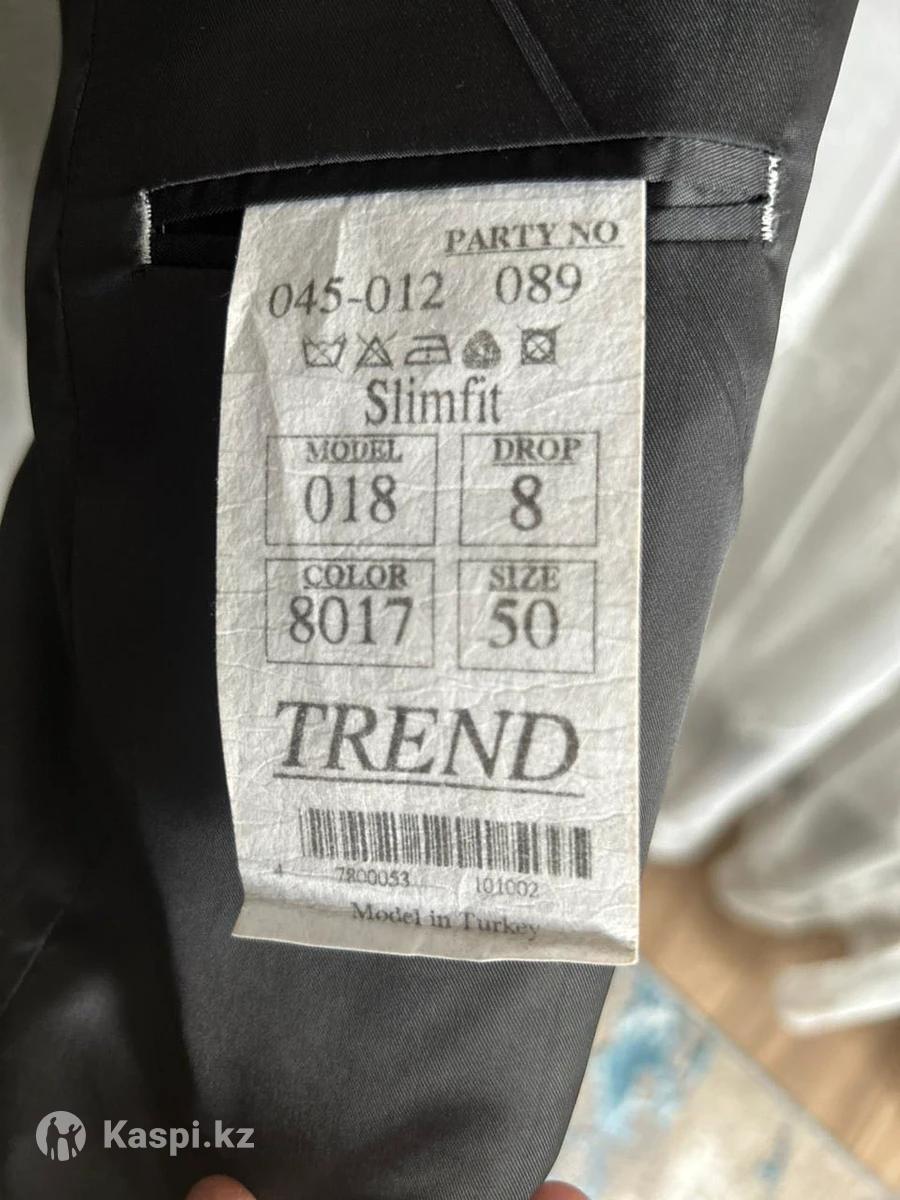 PARTY NO
045-012 089
Slimfit
MODEL DROP
018 8
COLOR SIZE
8017 50
TREND
4 7800053 101002
Model in Turkey
Kaspi.kz